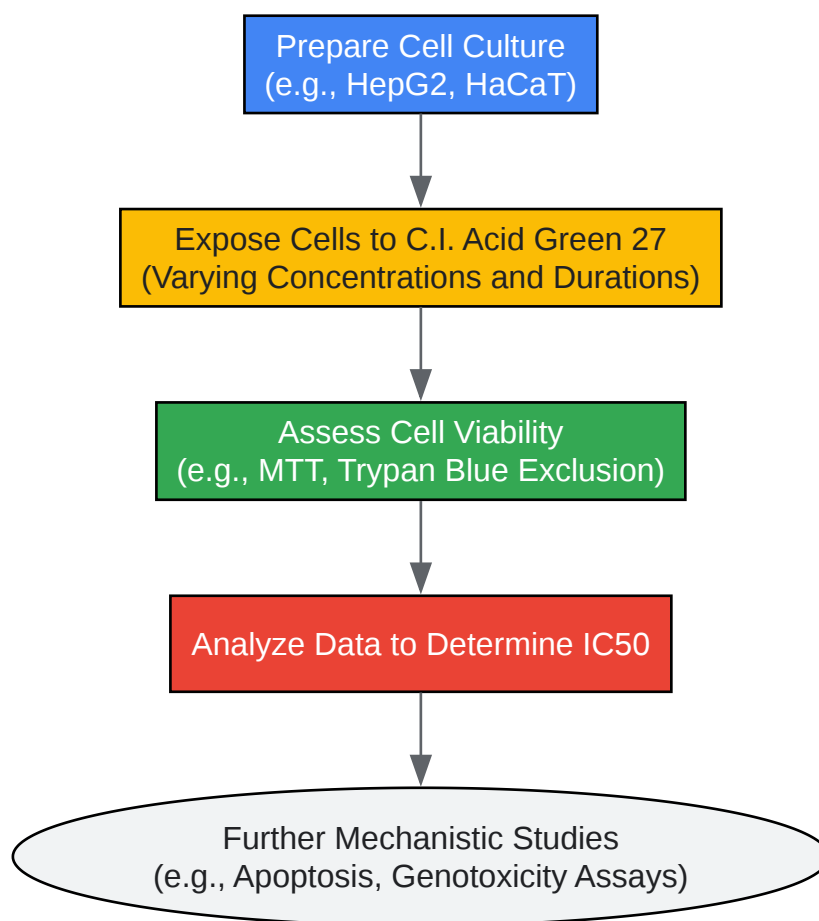 Prepare Cell Culture
(e.g., HepG2, HaCaT)
Expose Cells to C.I. Acid Green 27
(Varying Concentrations and Durations)
Assess Cell Viability
(e.g., MTT, Trypan Blue Exclusion)
Analyze Data to Determine IC50
Further Mechanistic Studies
(e.g., Apoptosis, Genotoxicity Assays)